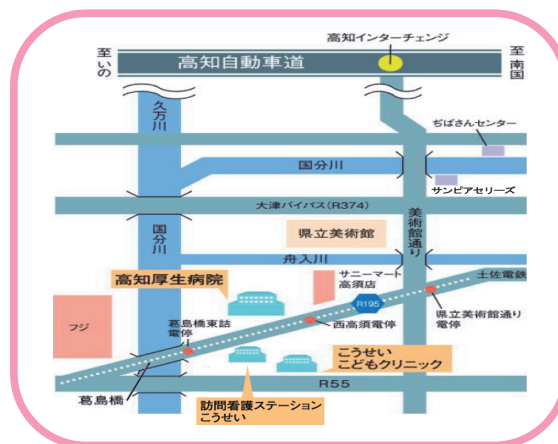 高知インターチェンジ
至いの
高知自動車道
至南国
久万川
ぢばさんセンター
国分川
サンピアセリーズ
大津バイパス(R374)
美術館通り
国分川
県立美術館
舟入川
高知厚生病院
サニーマート
高須店
土佐電鉄
R195
県立美術館通り
電停
フジ
葛島橋東詰
電停
西高須電停
こうせい
こどもクリニック
R55
葛島橋
訪問看護ステーション
こうせい